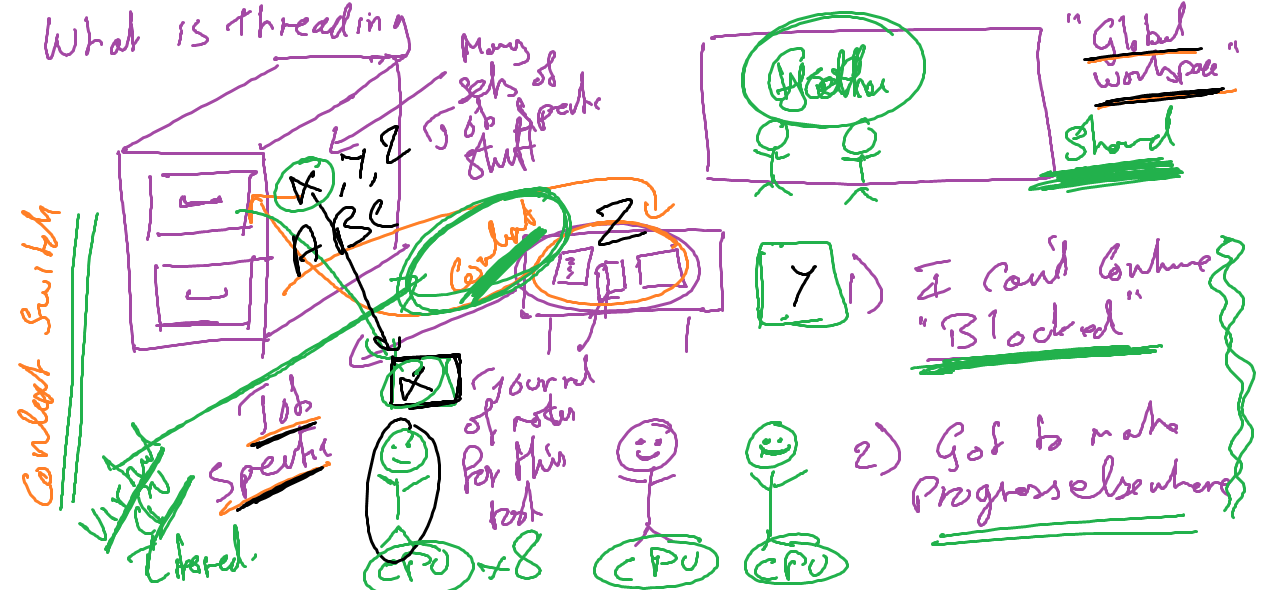 What is threading
Many
sets of
Job specific
stuff
X, Y, Z
A B C
Context
Z
"Global
workspace"
Shared
Y
1) I can't continue
"Blocked"
2) Got to make
Progress elsewhere
Context Switch
Job
Specific
X
Journal
of notes
for this
task
Virtual
CPU
Thread.
CPU x8
CPU
CPU